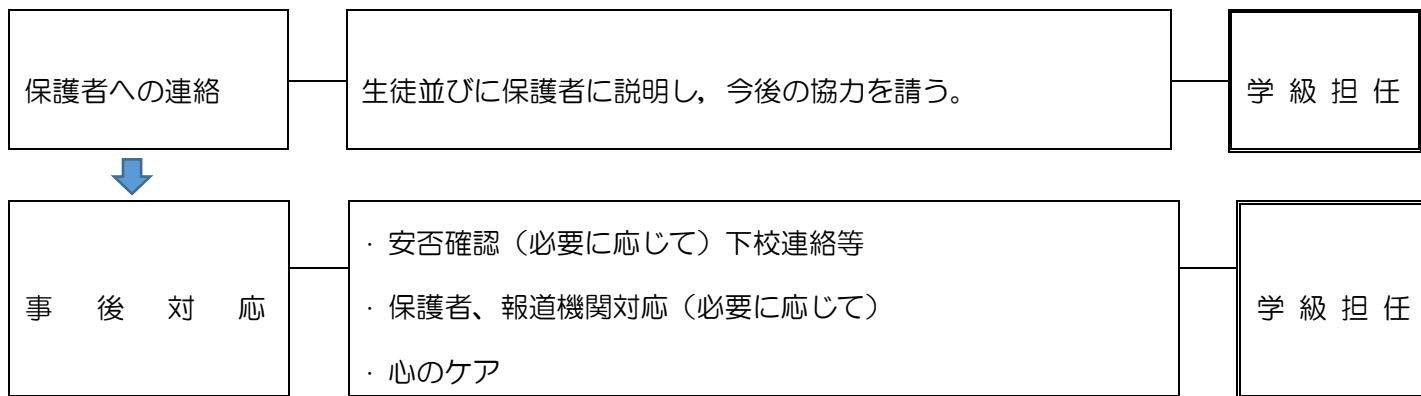 保護者への連絡
生徒並びに保護者に説明し，今後の協力を請う。
学 級 担 任
事 後 対 応
・安否確認（必要に応じて）下校連絡等
・保護者、報道機関対応（必要に応じて）
・心のケア
学 級 担 任